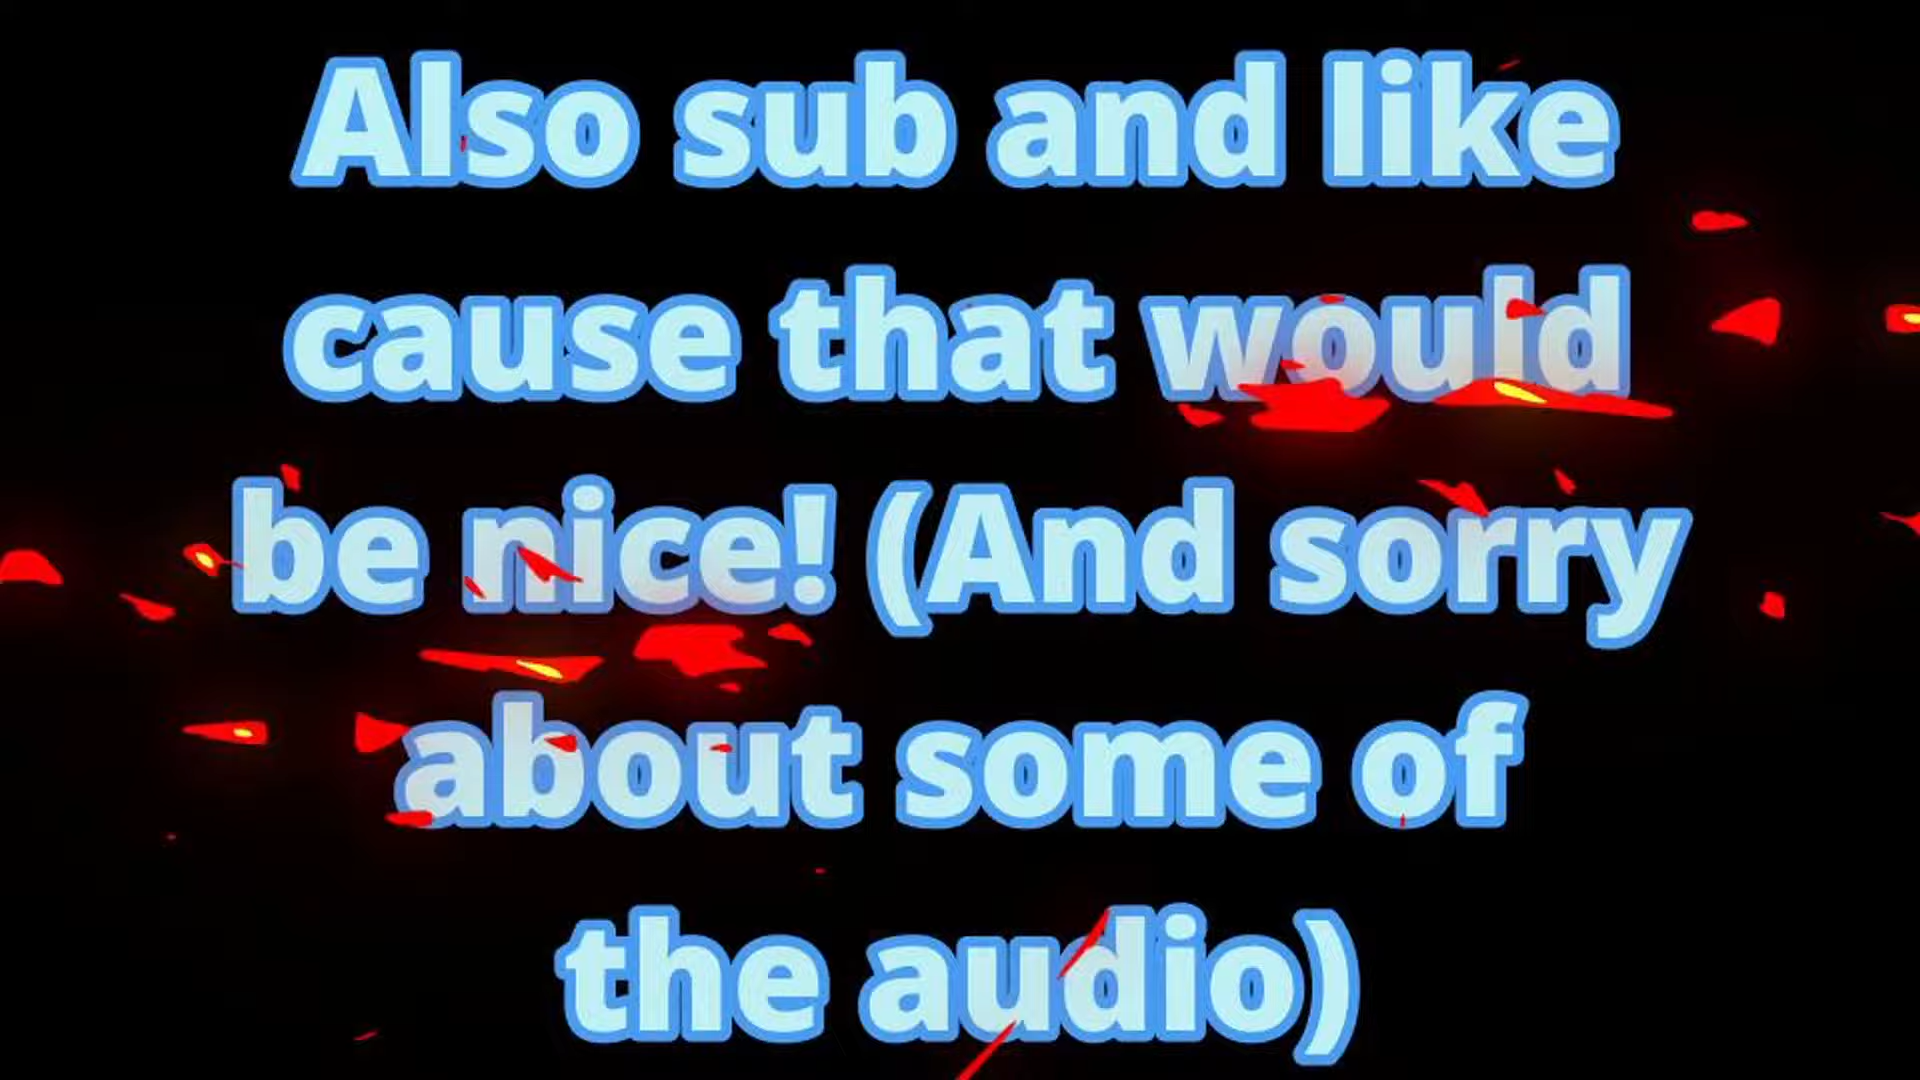 Also sub and like
cause that would
be nice! (And sorry
about some of
the audio)